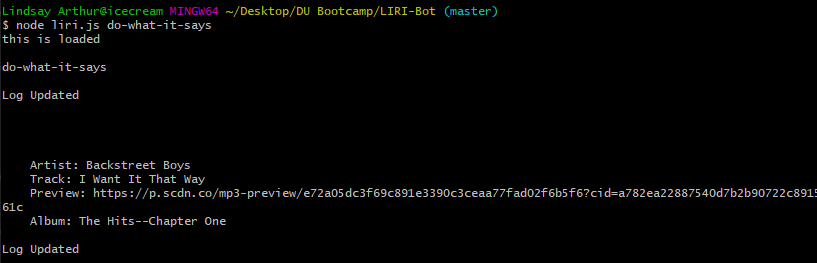 Lindsay Arthur@icecream MINGW64 ~/Desktop/DU Bootcamp/LIRI-Bot (master)
$ node liri.js do-what-it-says
this is loaded
do-what-it-says
Log Updated
Artist: Backstreet Boys
Track: I Want It That Way
Preview: https://p.scdn.co/mp3-preview/e72a05dc3f69c891e3390c3ceaa77fad02f6b5f6?cid=a782ea22887540d7b2b90722c8915
61c
Album: The Hits--Chapter One
Log Updated